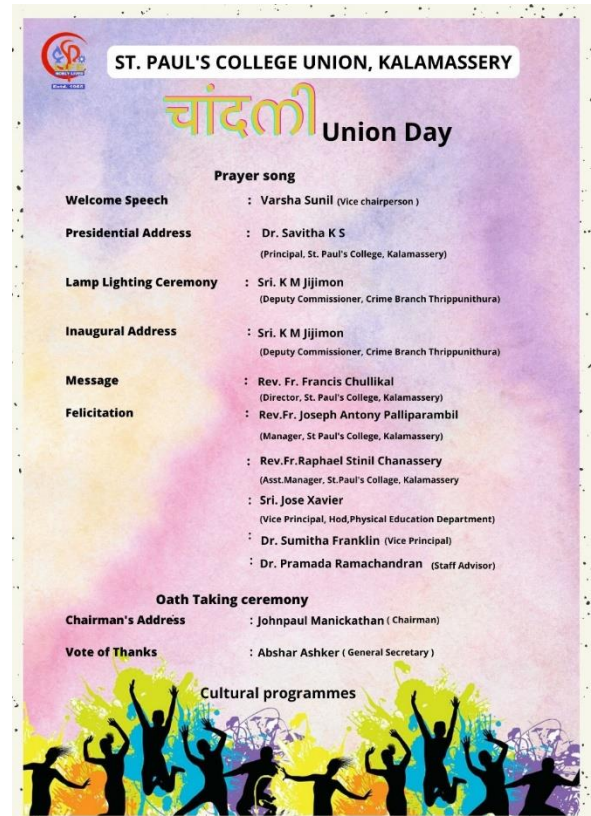 NOBLY LIVES
Estd. 1965
ST. PAUL'S COLLEGE UNION, KALAMASSERY
चांदनി Union Day
Prayer song
Welcome Speech : Varsha Sunil (Vice chairperson )
Presidential Address : Dr. Savitha K S
(Principal, St. Paul's College, Kalamassery)
Lamp Lighting Ceremony : Sri. K M Jijimon
(Deputy Commissioner, Crime Branch Thrippunithura)
Inaugural Address : Sri. K M Jijimon
(Deputy Commissioner, Crime Branch Thrippunithura)
Message : Rev. Fr. Francis Chullikal
(Director, St. Paul's College, Kalamassery)
Felicitation : Rev.Fr. Joseph Antony Palliparambil
(Manager, St Paul's College, Kalamassery)
: Rev.Fr.Raphael Stinil Chanassery
(Asst.Manager, St.Paul's Collage, Kalamassery
: Sri. Jose Xavier
(Vice Principal, Hod,Physical Education Department)
: Dr. Sumitha Franklin (Vice Principal)
: Dr. Pramada Ramachandran (Staff Advisor)
Oath Taking ceremony
Chairman's Address : Johnpaul Manickathan ( Chairman)
Vote of Thanks : Abshar Ashker ( General Secretary )
Cultural programmes